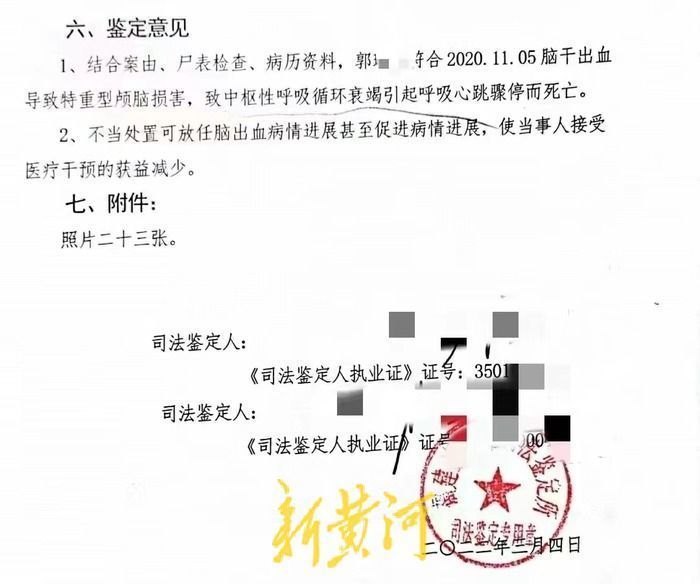 六、鉴定意见
1、结合案由、尸表检查、病历资料，郭 符合2020.11.05脑干出血
导致特重型颅脑损害，致中枢性呼吸循环衰竭引起呼吸心跳骤停而死亡。
2、不当处置可放任脑出血病情进展甚至促进病情进展，使当事人接受
医疗干预的获益减少。
七、附件：
照片二十三张。
司法鉴定人：
《司法鉴定人执业证》证号：3501
司法鉴定人：
《司法鉴定人执业证》证号 00
福建 法鉴定所
司法鉴定专用章
新黄河
二〇二二年三月四日